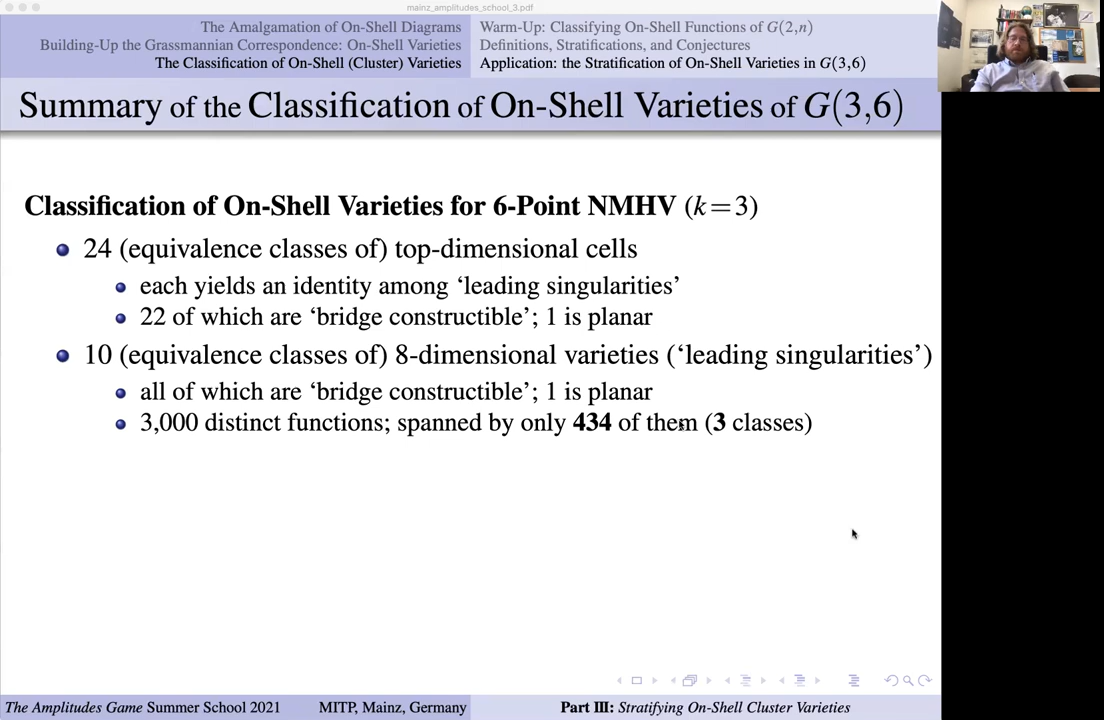 mainz_amplitudes_school_3.pdf
The Amalgamation of On-Shell Diagrams
Building-Up the Grassmannian Correspondence: On-Shell Varieties
The Classification of On-Shell (Cluster) Varieties
Warm-Up: Classifying On-Shell Functions of G(2,n)
Definitions, Stratifications, and Conjectures
Application: the Stratification of On-Shell Varieties in G(3,6)
Summary of the Classification of On-Shell Varieties of G(3,6)
Classification of On-Shell Varieties for 6-Point NMHV (k=3)
24 (equivalence classes of) top-dimensional cells
each yields an identity among ‘leading singularities’
22 of which are ‘bridge constructible’; 1 is planar
10 (equivalence classes of) 8-dimensional varieties (‘leading singularities’)
all of which are ‘bridge constructible’; 1 is planar
3,000 distinct functions; spanned by only 434 of them (3 classes)
The Amplitudes Game Summer School 2021 MITP, Mainz, Germany
Part III: Stratifying On-Shell Cluster Varieties